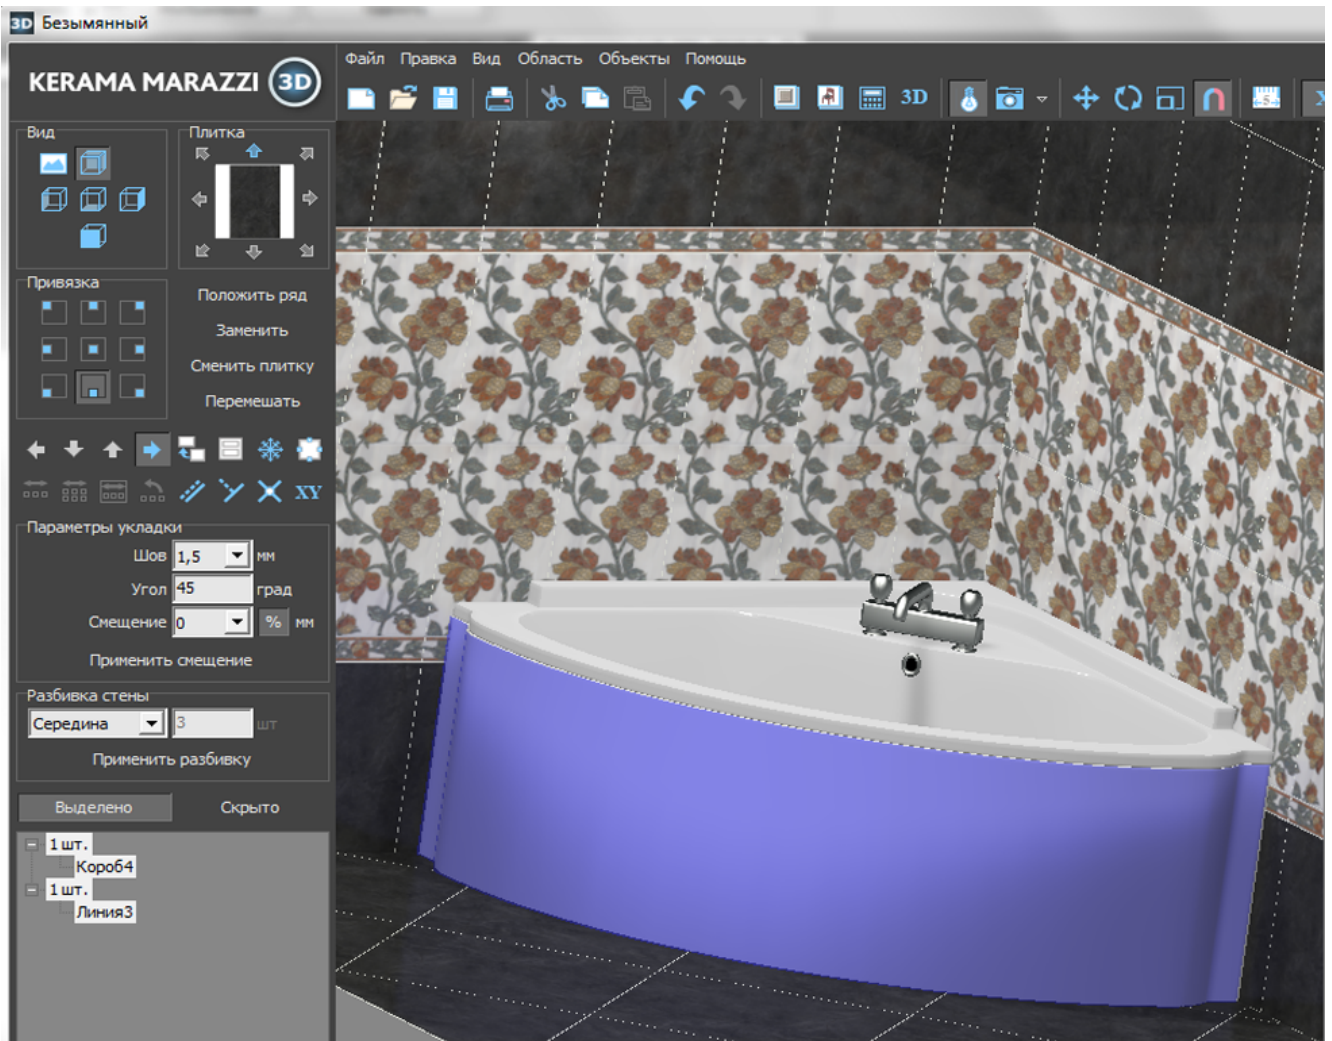 3D Безымянный
KERAMA MARAZZI 3D
Файл Правка Вид Область Объекты Помощь
3D
5
Вид
Плитка
Привязка
Положить ряд
Заменить
Сменить плитку
Перемешать
XY
Параметры укладки
Шов 1,5 мм
Угол 45 град
Смещение 0 % мм
Применить смещение
Разбивка стены
Середина 3 шт
Применить разбивку
Выделено Скрыто
1 шт.
Короб4
1 шт.
Линия3